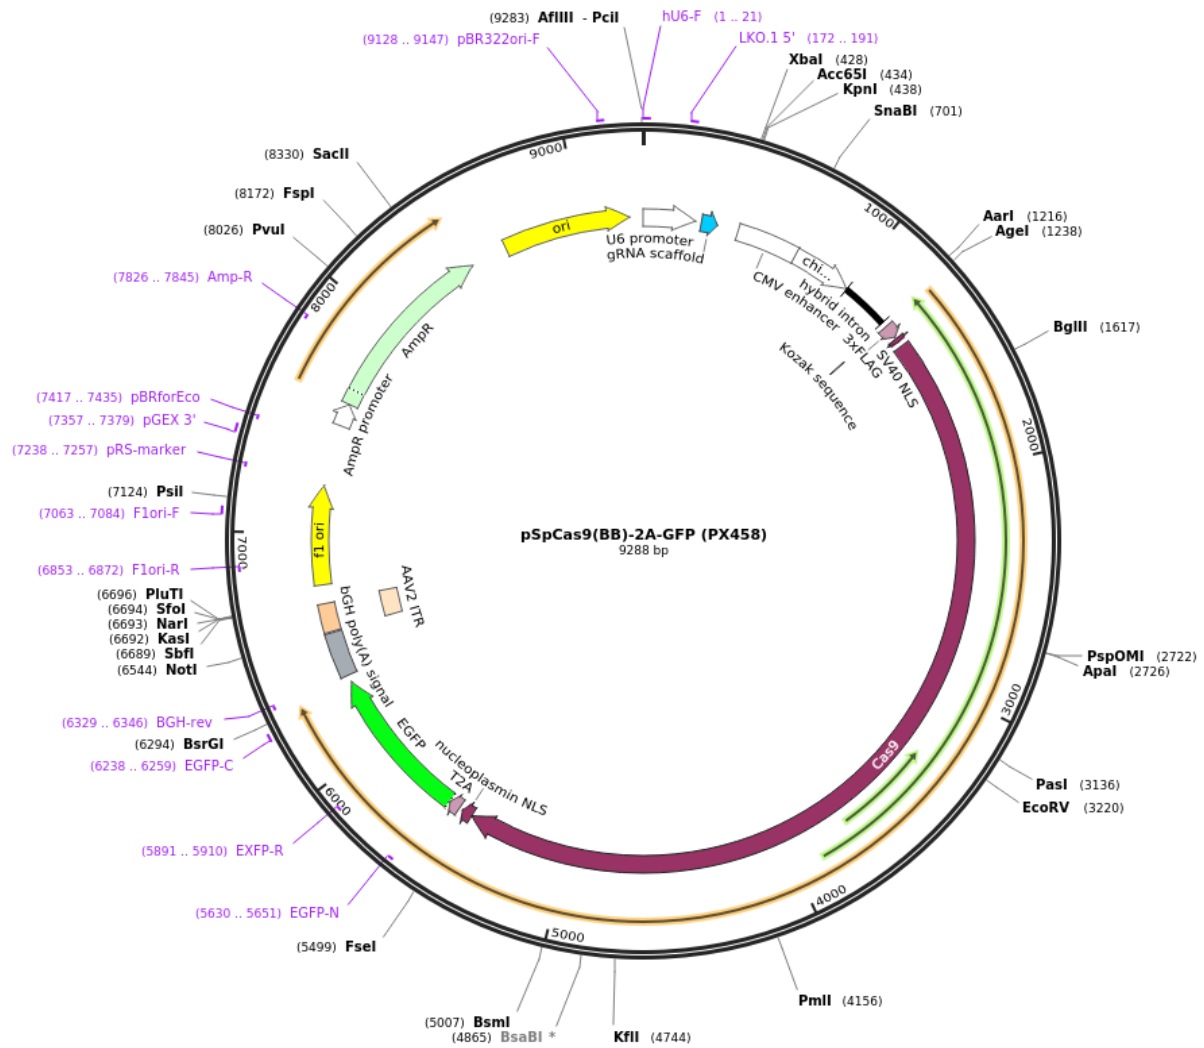 (9283) AflIII - PciI
hU6-F (1 .. 21)
(9128 .. 9147) pBR322ori-F
LKO.1 5' (172 .. 191)
XbaI (428)
Acc65I (434)
KpnI (438)
SnaBI (701)
(8330) SacII
(8172) FspI
(8026) PvuI
(7826 .. 7845) Amp-R
AarI (1216)
AgeI (1238)
BglII (1617)
9000
1000
8000
2000
ori
U6 promoter
gRNA scaffold
chi...
CMV enhancer
hybrid intron
3xFLAG
SV40 NLS
Kozak sequence
AmpR
AmpR promoter
(7417 .. 7435) pBRforEco
(7357 .. 7379) pGEX 3'
(7238 .. 7257) pRS-marker
(7124) PsiI
(7063 .. 7084) F1ori-F
f1 ori
7000
pSpCas9(BB)-2A-GFP (PX458)
9288 bp
(6853 .. 6872) F1ori-R
(6696) PluTI
(6694) SfoI
(6693) NarI
(6692) KasI
(6689) SbfI
(6544) NotI
AAV2 ITR
bGH poly(A) signal
PspOMI (2722)
ApaI (2726)
3000
(6329 .. 6346) BGH-rev
(6294) BsrGI
(6238 .. 6259) EGFP-C
EGFP
T2A
nucleoplasmin NLS
Cas9
PasI (3136)
EcoRV (3220)
6000
(5891 .. 5910) EXFP-R
(5630 .. 5651) EGFP-N
(5499) FseI
5000
4000
PmlI (4156)
(5007) BsmI
(4865) BsaBI *
KflI (4744)